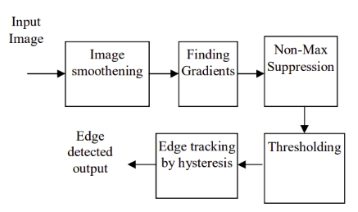 Input
Image
Image
smoothening
Finding
Gradients
Non-Max
Suppression
Thresholding
Edge tracking
by hysteresis
Edge
detected
output